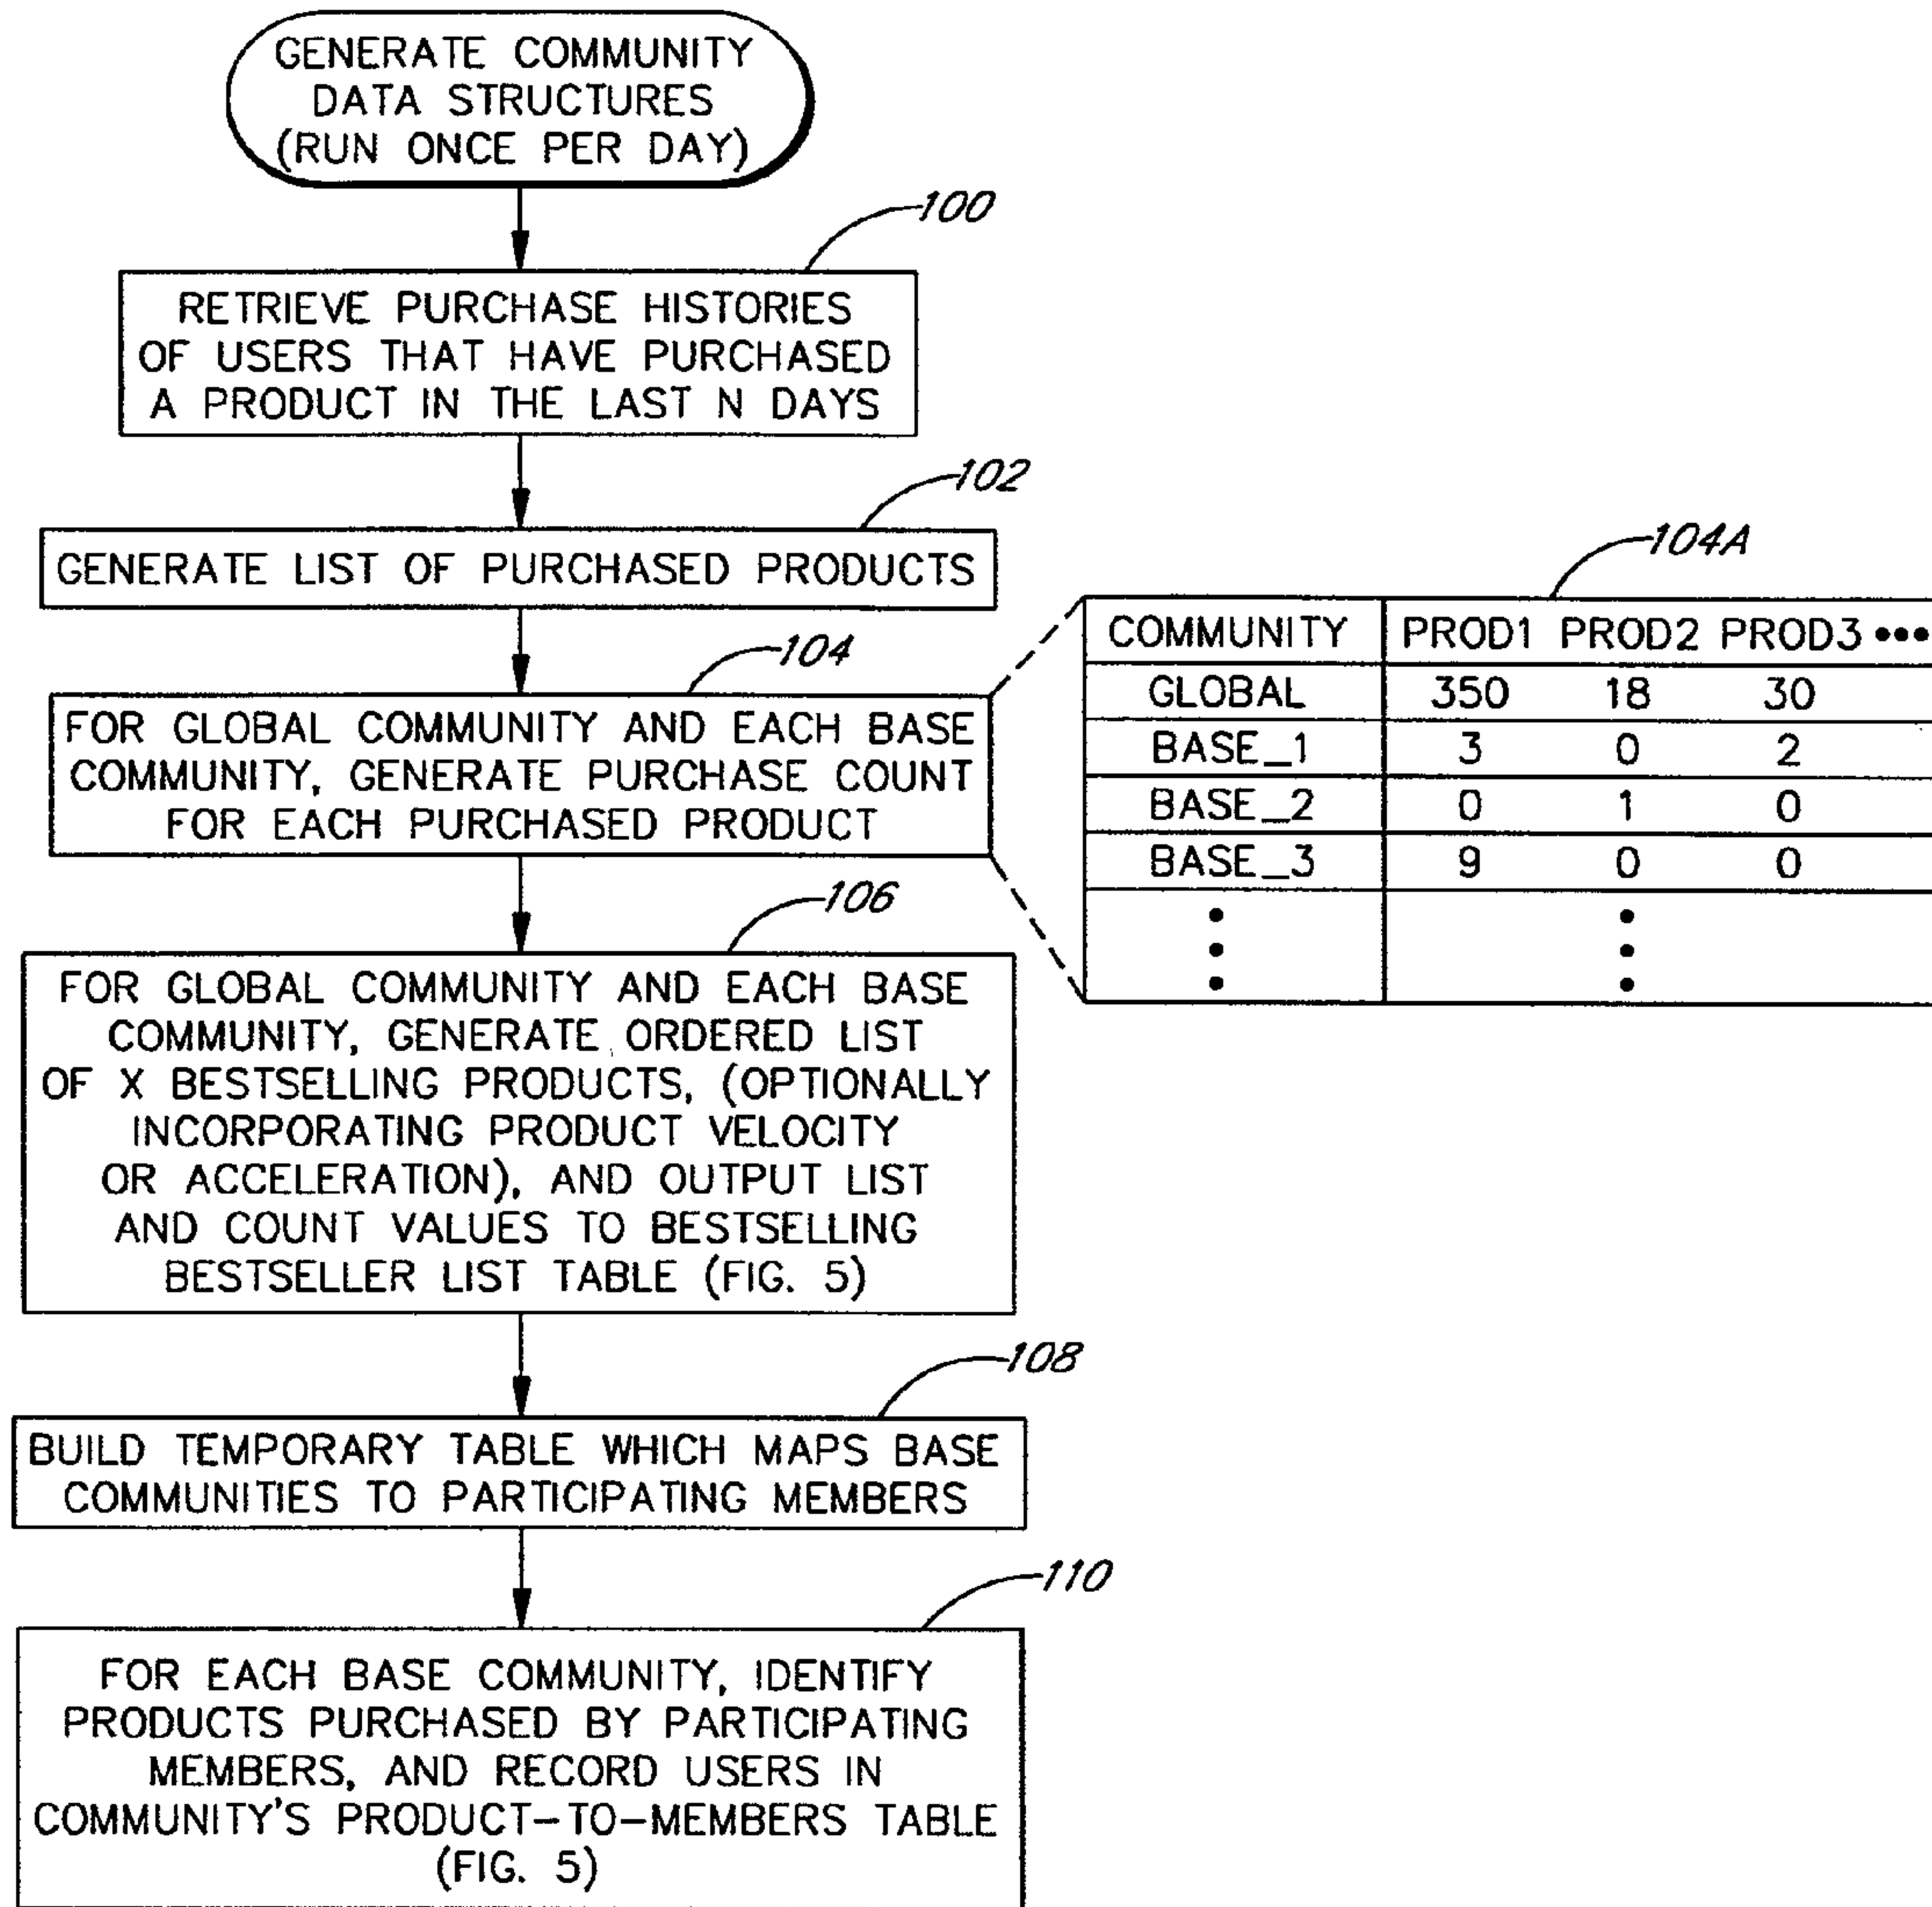 GENERATE COMMUNITY
DATA STRUCTURES
(RUN ONCE PER DAY)
100
RETRIEVE PURCHASE HISTORIES
OF USERS THAT HAVE PURCHASED
A PRODUCT IN THE LAST N DAYS
102
GENERATE LIST OF PURCHASED PRODUCTS
104
FOR GLOBAL COMMUNITY AND EACH BASE
COMMUNITY, GENERATE PURCHASE COUNT
FOR EACH PURCHASED PRODUCT
104A
COMMUNITY PROD1 PROD2 PROD3 •••
GLOBAL 350 18 30
BASE_1 3 0 2
BASE_2 0 1 0
BASE_3 9 0 0
106
FOR GLOBAL COMMUNITY AND EACH BASE
COMMUNITY, GENERATE ORDERED LIST
OF X BESTSELLING PRODUCTS, (OPTIONALLY
INCORPORATING PRODUCT VELOCITY
OR ACCELERATION), AND OUTPUT LIST
AND COUNT VALUES TO BESTSELLING
BESTSELLER LIST TABLE (FIG. 5)
108
BUILD TEMPORARY TABLE WHICH MAPS BASE
COMMUNITIES TO PARTICIPATING MEMBERS
110
FOR EACH BASE COMMUNITY, IDENTIFY
PRODUCTS PURCHASED BY PARTICIPATING
MEMBERS, AND RECORD USERS IN
COMMUNITY'S PRODUCT-TO-MEMBERS TABLE
(FIG. 5)